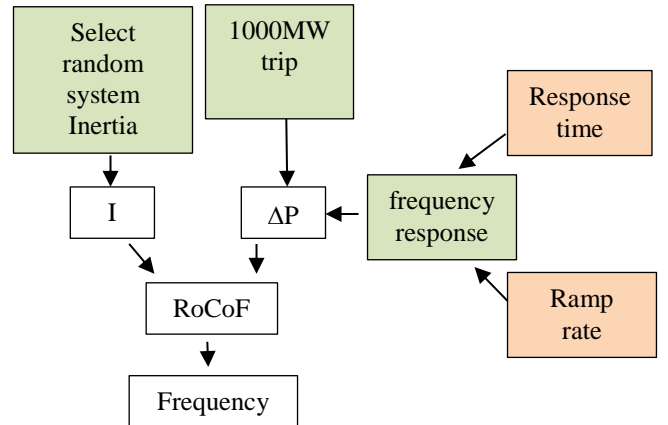 Select
random
system
Inertia
1000MW
trip
Response
time
I
ΔP
frequency
response
RoCoF
Ramp
rate
Frequency